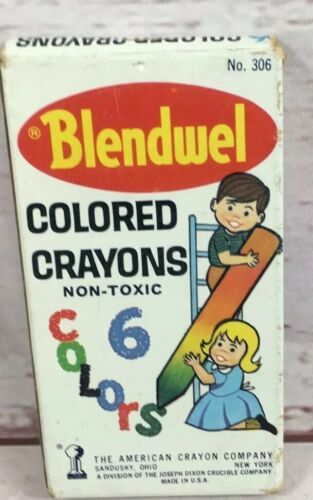 6 COLORED CRAYONS
No. 306
® Blendwel
COLORED
CRAYONS
NON-TOXIC
6
COLORS
®
THE AMERICAN CRAYON COMPANY
SANDUSKY, OHIO NEW YORK
A DIVISION OF THE JOSEPH DIXON CRUCIBLE COMPANY
MADE IN U.S.A.